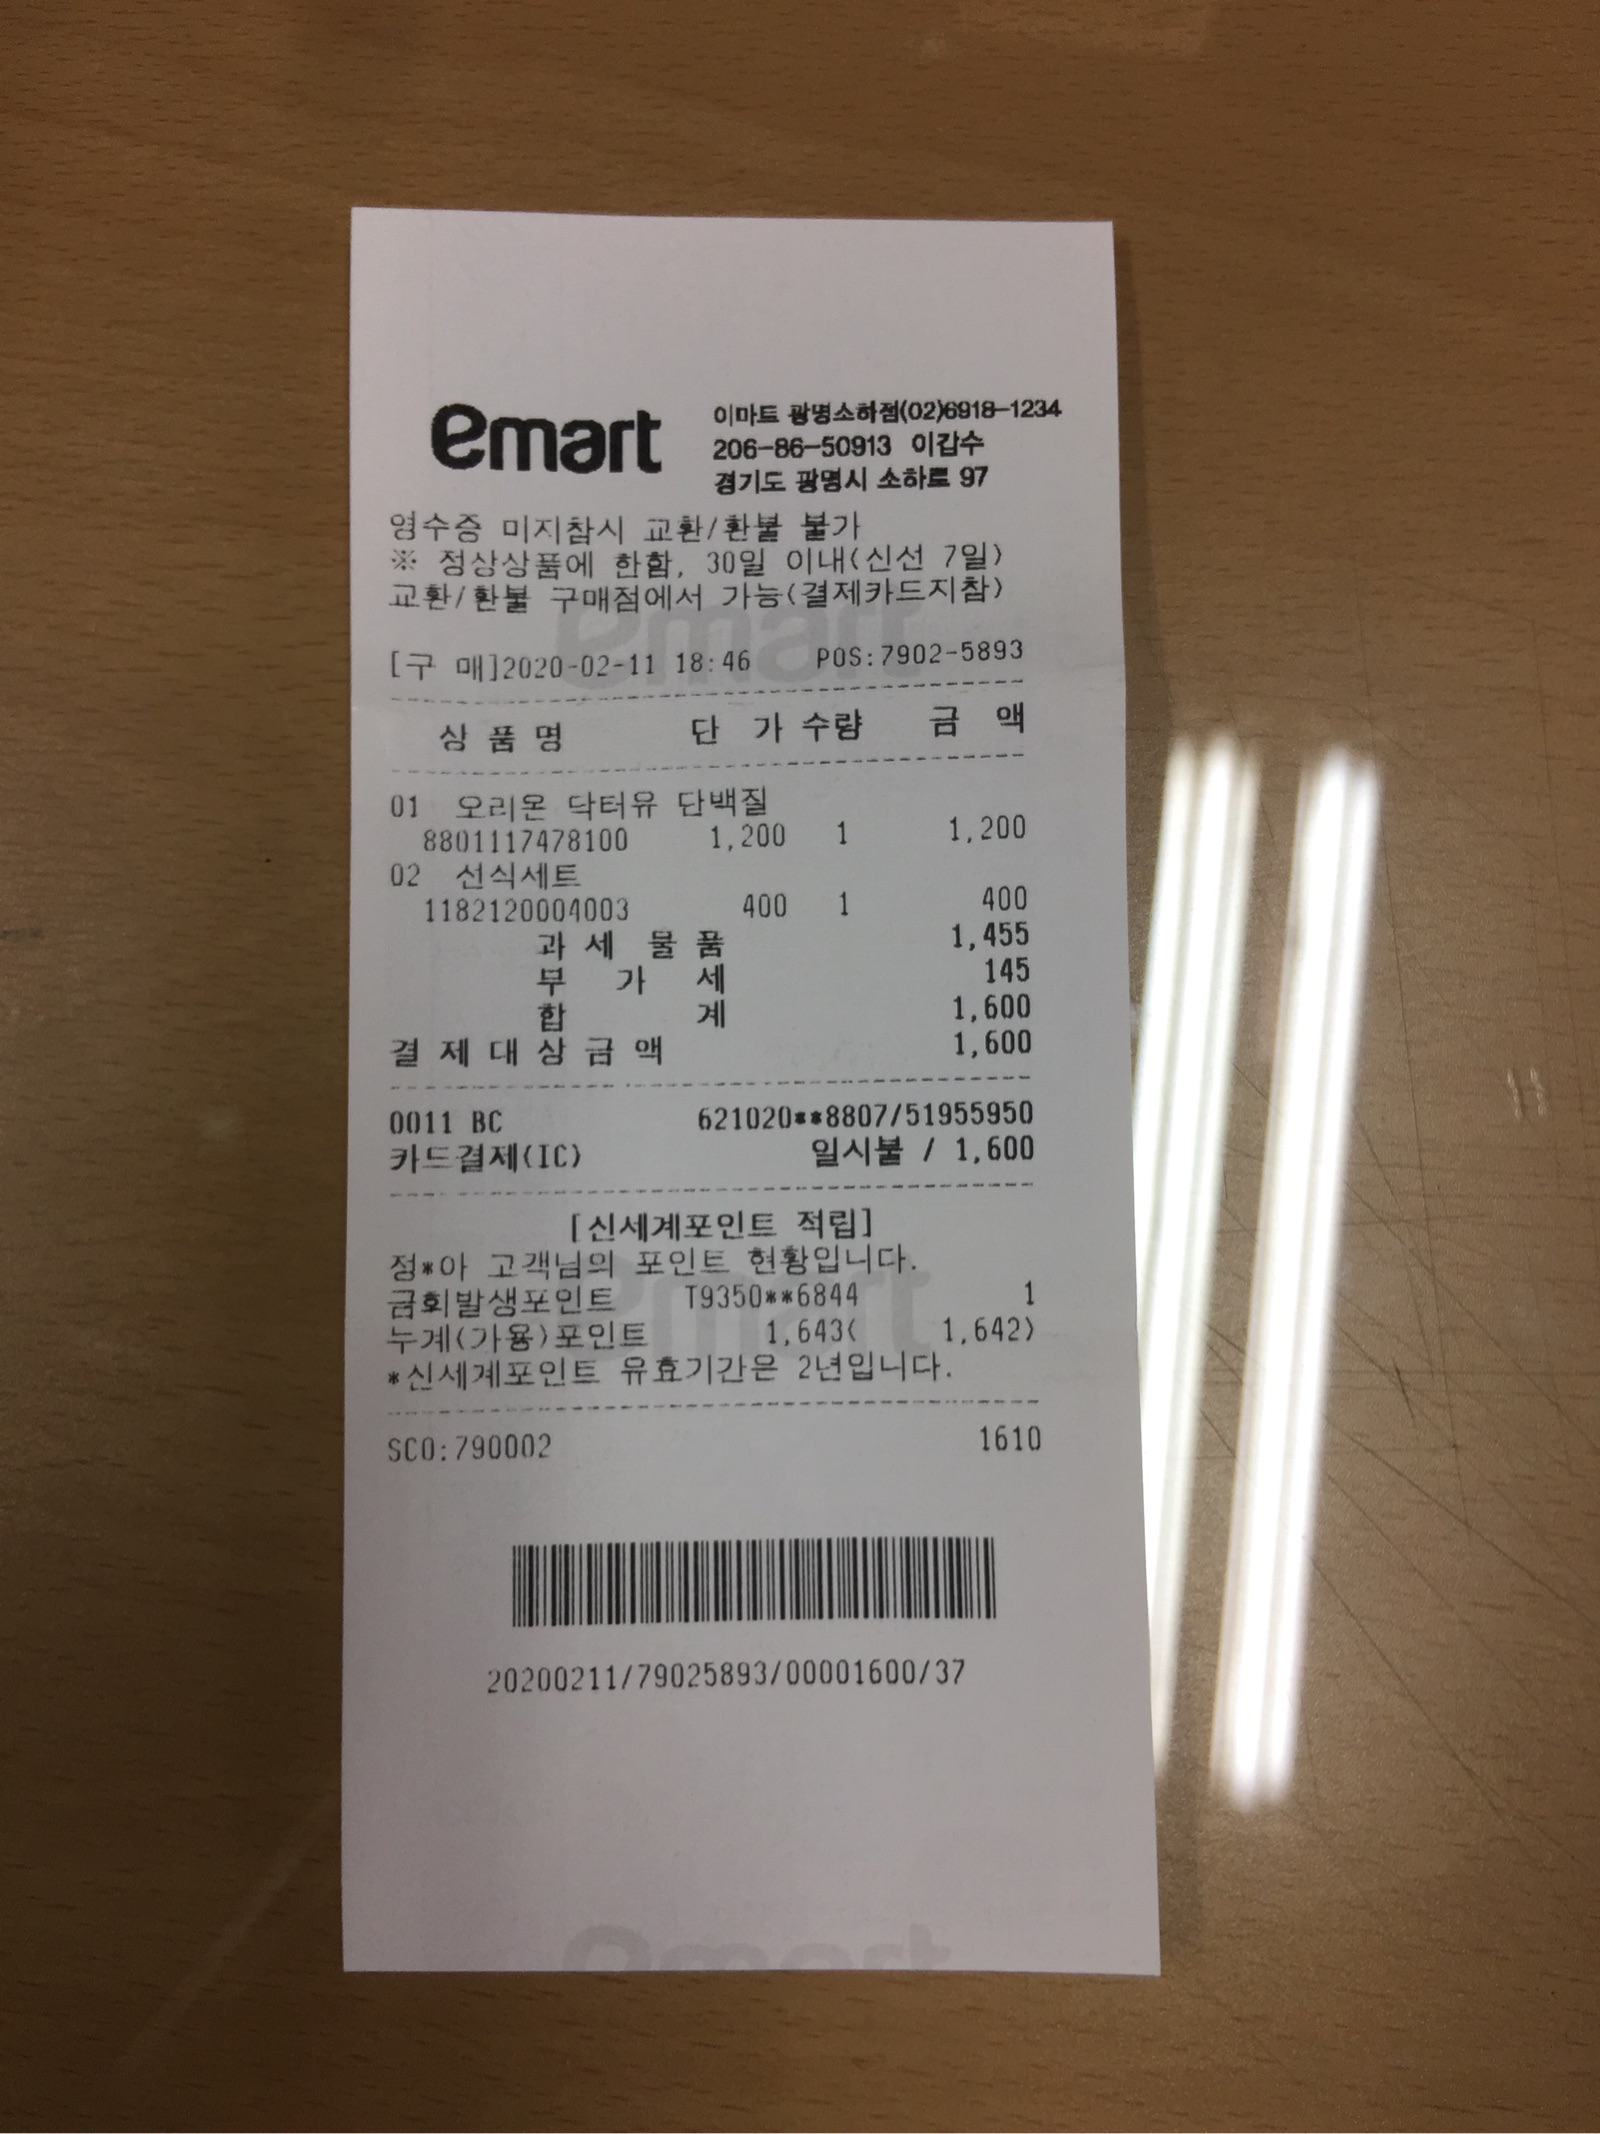 emart
이마트 광명소하점(02)6918-1234
206-86-50913 이갑수
경기도 광명시 소하로 97
영수증 미지참시 교환/환불 불가
※ 정상상품에 한함, 30일 이내(신선 7일)
교환/환불 구매점에서 가능(결제카드지참)
[구 매]2020-02-11 18:46 POS:7902-5893
상 품 명 단 가 수량 금 액
01 오리온 닥터유 단백질
8801117478100 1,200 1 1,200
02 선식세트
1182120004003 400 1 400
과 세 물 품 1,455
부 가 세 145
합 계 1,600
결 제 대 상 금 액 1,600
0011 BC 621020**8807/51955950
카드결제(IC) 일시불 / 1,600
[신세계포인트 적립]
정*아 고객님의 포인트 현황입니다.
금회발생포인트 T9350**6844 1
누계(가용)포인트 1,643( 1,642)
*신세계포인트 유효기간은 2년입니다.
SCO:790002 1610
20200211/79025893/00001600/37
emart